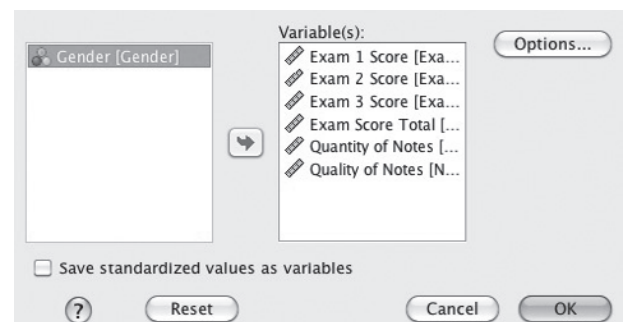 Variable(s):
Gender [Gender]
Exam 1 Score [Exa...
Exam 2 Score [Exa...
Exam 3 Score [Exa...
Exam Score Total [...
Quantity of Notes [...
Quality of Notes [N...
Options...
Save standardized values as variables
?
Reset
Cancel
OK